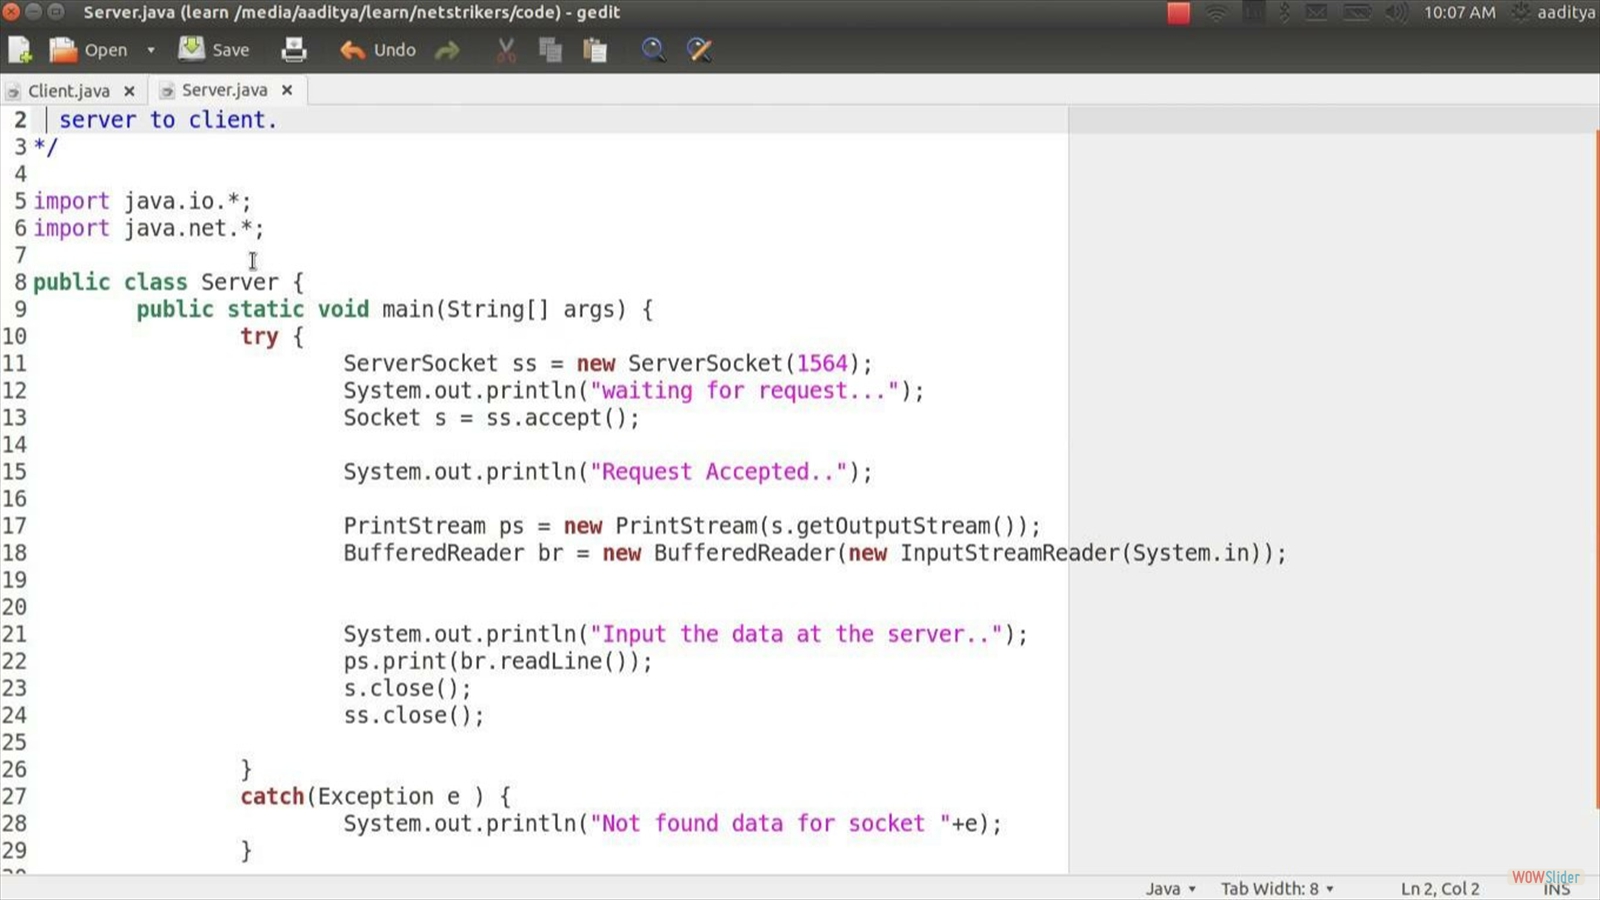 Server.java (learn /media/aaditya/learn/netstrikers/code) - gedit
10:07 AM
aaditya
Open
Save
Undo
Client.java
Server.java
2 server to client.
3 */
4
5 import java.io.*;
6 import java.net.*;
7
8 public class Server {
9 public static void main(String[] args) {
10 try {
11 ServerSocket ss = new ServerSocket(1564);
12 System.out.println("waiting for request...");
13 Socket s = ss.accept();
14
15 System.out.println("Request Accepted..");
16
17 PrintStream ps = new PrintStream(s.getOutputStream());
18 BufferedReader br = new BufferedReader(new InputStreamReader(System.in));
19
20
21 System.out.println("Input the data at the server..");
22 ps.print(br.readLine());
23 s.close();
24 ss.close();
25
26 }
27 catch(Exception e ) {
28 System.out.println("Not found data for socket "+e);
29 }
WOWSlider
Java
Tab Width: 8
Ln 2, Col 2
INS